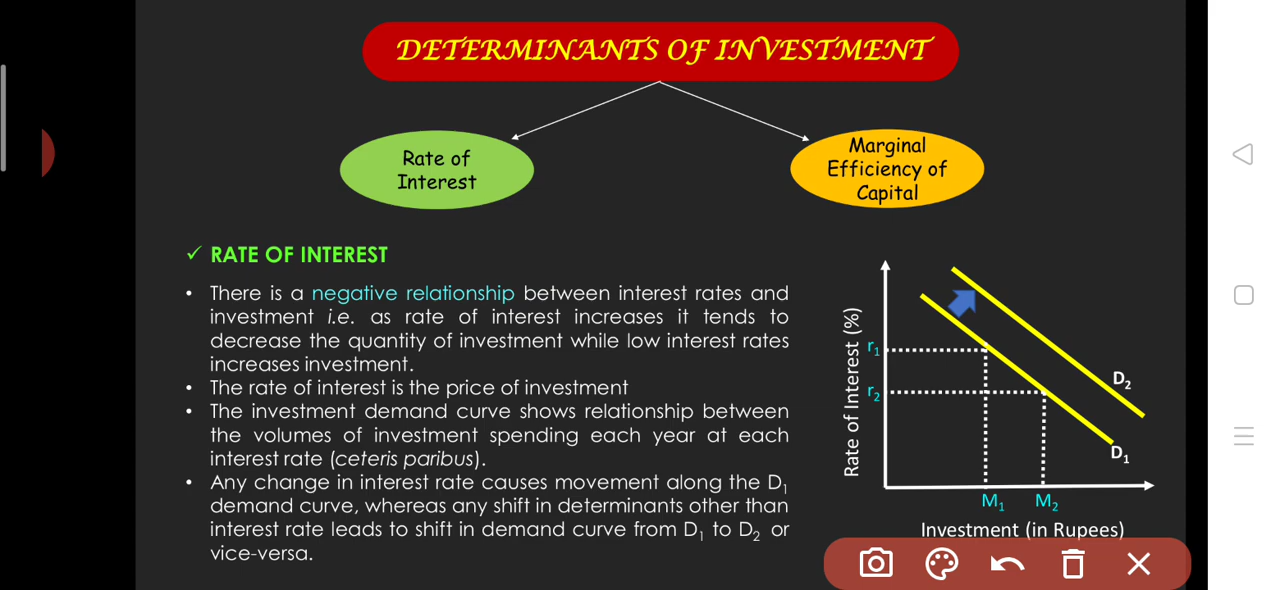 DETERMINANTS OF INVESTMENT
Rate of
Interest
Marginal
Efficiency of
Capital
✓ RATE OF INTEREST
• There is a negative relationship between interest rates and
investment i.e. as rate of interest increases it tends to
decrease the quantity of investment while low interest rates
increases investment.
• The rate of interest is the price of investment
• The investment demand curve shows relationship between
the volumes of investment spending each year at each
interest rate (ceteris paribus).
• Any change in interest rate causes movement along the D₁
demand curve, whereas any shift in determinants other than
interest rate leads to shift in demand curve from D₁ to D₂ or
vice-versa.
Rate of Interest (%)
r₁
r₂
D₂
D₁
M₁ M₂
Investment (in Rupees)